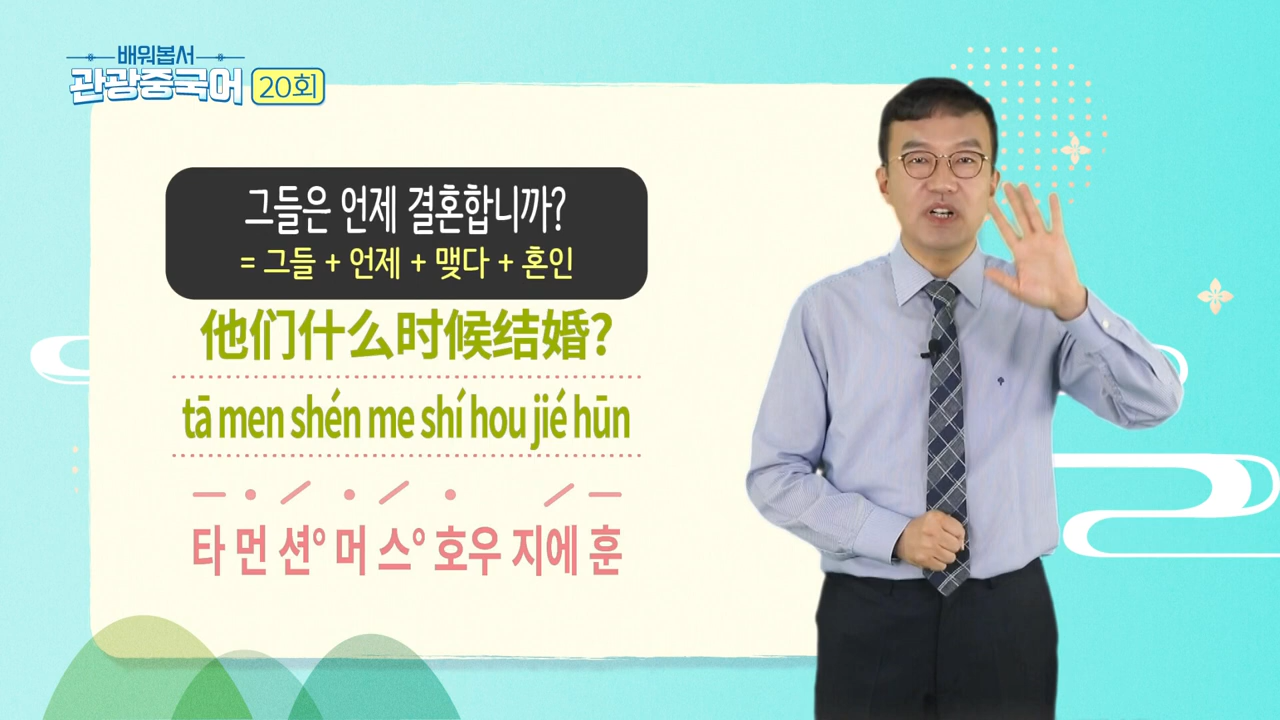 배워봅서
관광중국어 20회
그들은 언제 결혼합니까?
= 그들 + 언제 + 맺다 + 혼인
他们什么时候结婚?
tā men shén me shí hou jié hūn
타 먼 션° 머 스° 호우 지에 훈